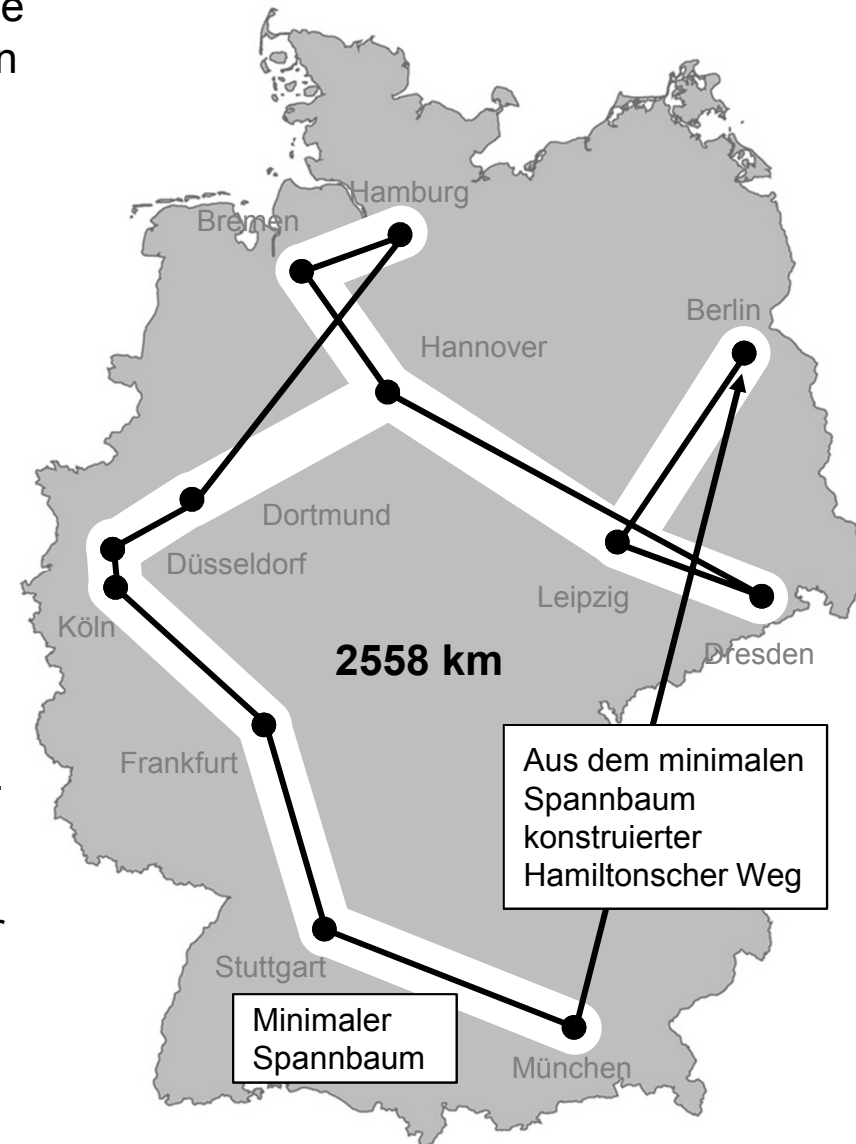 e
n
Hamburg
Bremen
Berlin
Hannover
Dortmund
Düsseldorf
Leipzig
Köln
2558 km
Dresden
Frankfurt
Aus dem minimalen
Spannbaum
konstruierter
Hamiltonscher Weg
Stuttgart
Minimaler
Spannbaum
München